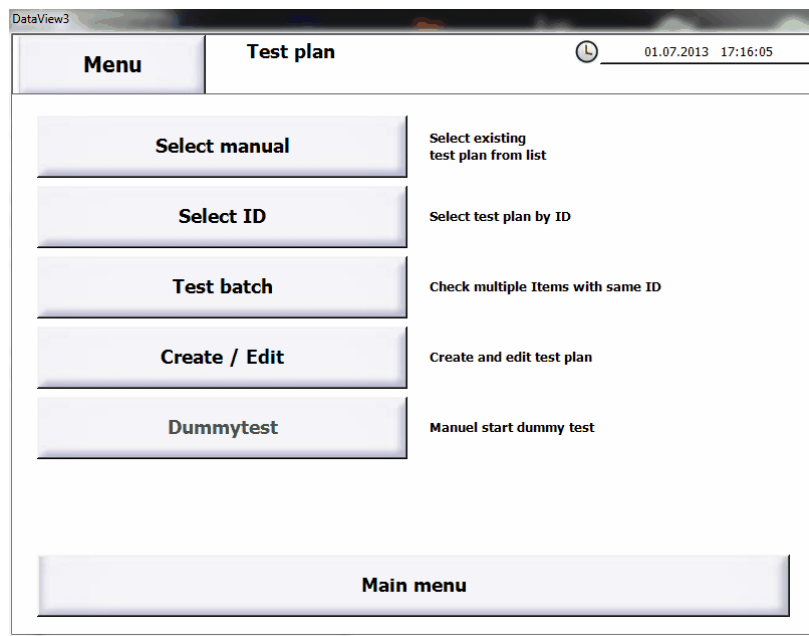 DataView3
Menu
Test plan
01.07.2013 17:16:05
Select manual
Select existing
test plan from list
Select ID
Select test plan by ID
Test batch
Check multiple Items with same ID
Create / Edit
Create and edit test plan
Dummytest
Manuel start dummy test
Main menu